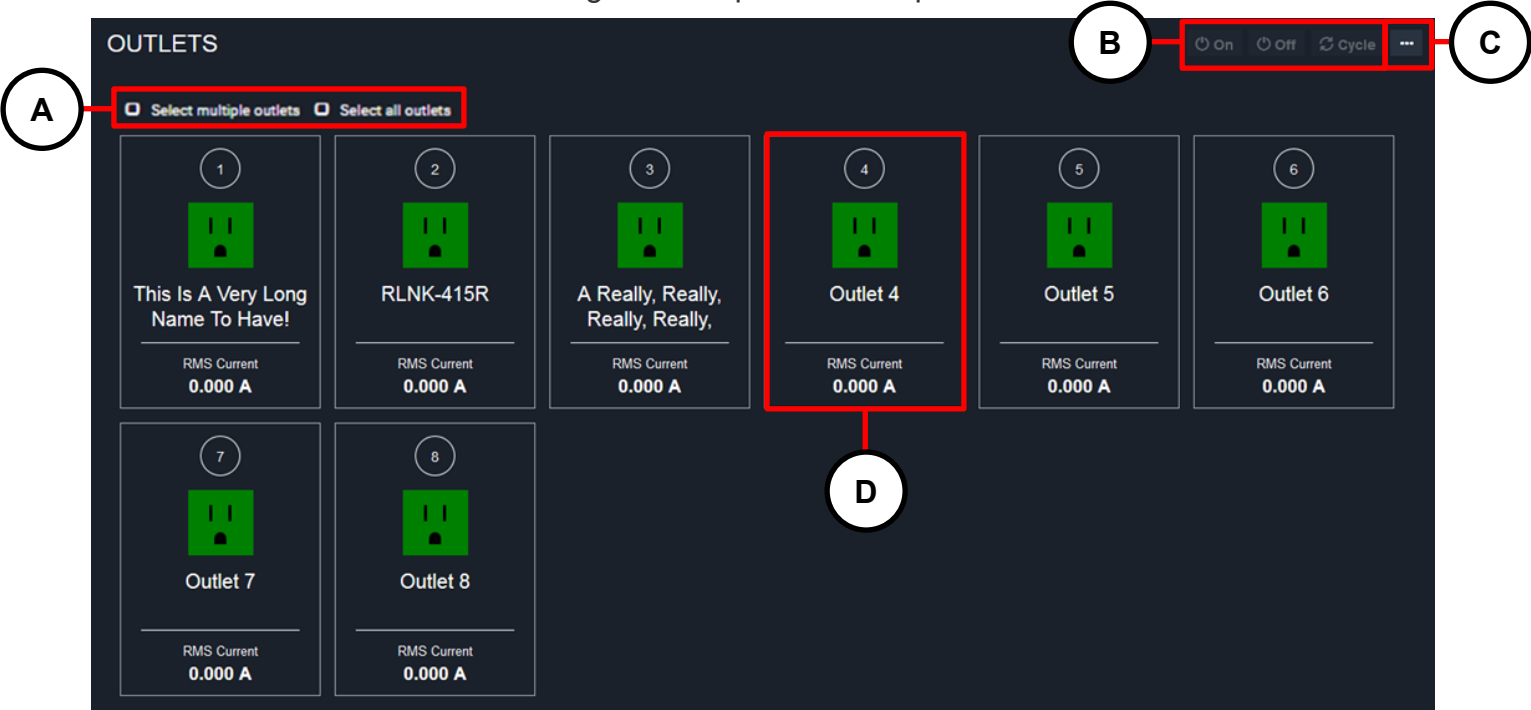 OUTLETS
B
On Off Cycle ...
C
A
Select multiple outlets Select all outlets
1
2
3
4
5
6
This Is A Very Long
Name To Have!
RLNK-415R
A Really, Really,
Really, Really,
Outlet 4
Outlet 5
Outlet 6
RMS Current
0.000 A
RMS Current
0.000 A
RMS Current
0.000 A
RMS Current
0.000 A
RMS Current
0.000 A
RMS Current
0.000 A
7
8
D
Outlet 7
Outlet 8
RMS Current
0.000 A
RMS Current
0.000 A